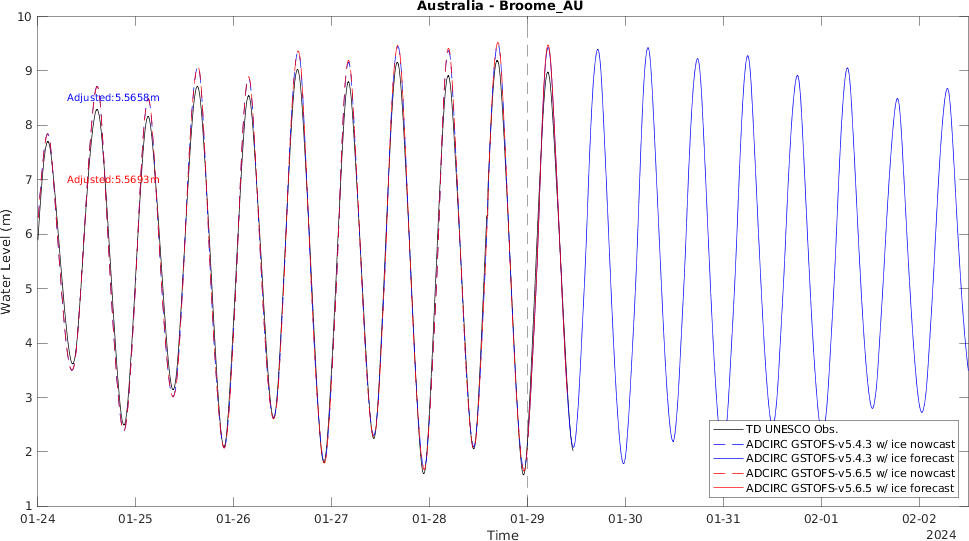 Australia - Broome_AU
10
9
8
7
6
5
4
3
2
1
Water Level (m)
Adjusted:5.5658m
Adjusted:5.5693m
TD UNESCO Obs.
ADCIRC GSTOFS-v5.4.3 w/ ice nowcast
ADCIRC GSTOFS-v5.4.3 w/ ice forecast
ADCIRC GSTOFS-v5.6.5 w/ ice nowcast
ADCIRC GSTOFS-v5.6.5 w/ ice forecast
01-24 01-25 01-26 01-27 01-28 01-29 01-30 01-31 02-01 02-02
Time
2024